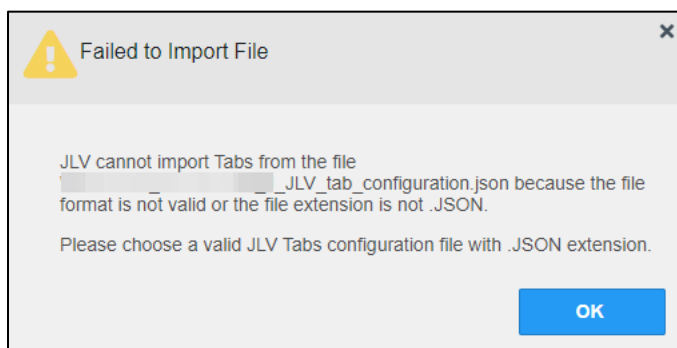 Failed to Import File
JLV cannot import Tabs from the file
_JLV_tab_configuration.json because the file
format is not valid or the file extension is not .JSON.
Please choose a valid JLV Tabs configuration file with .JSON extension.
OK